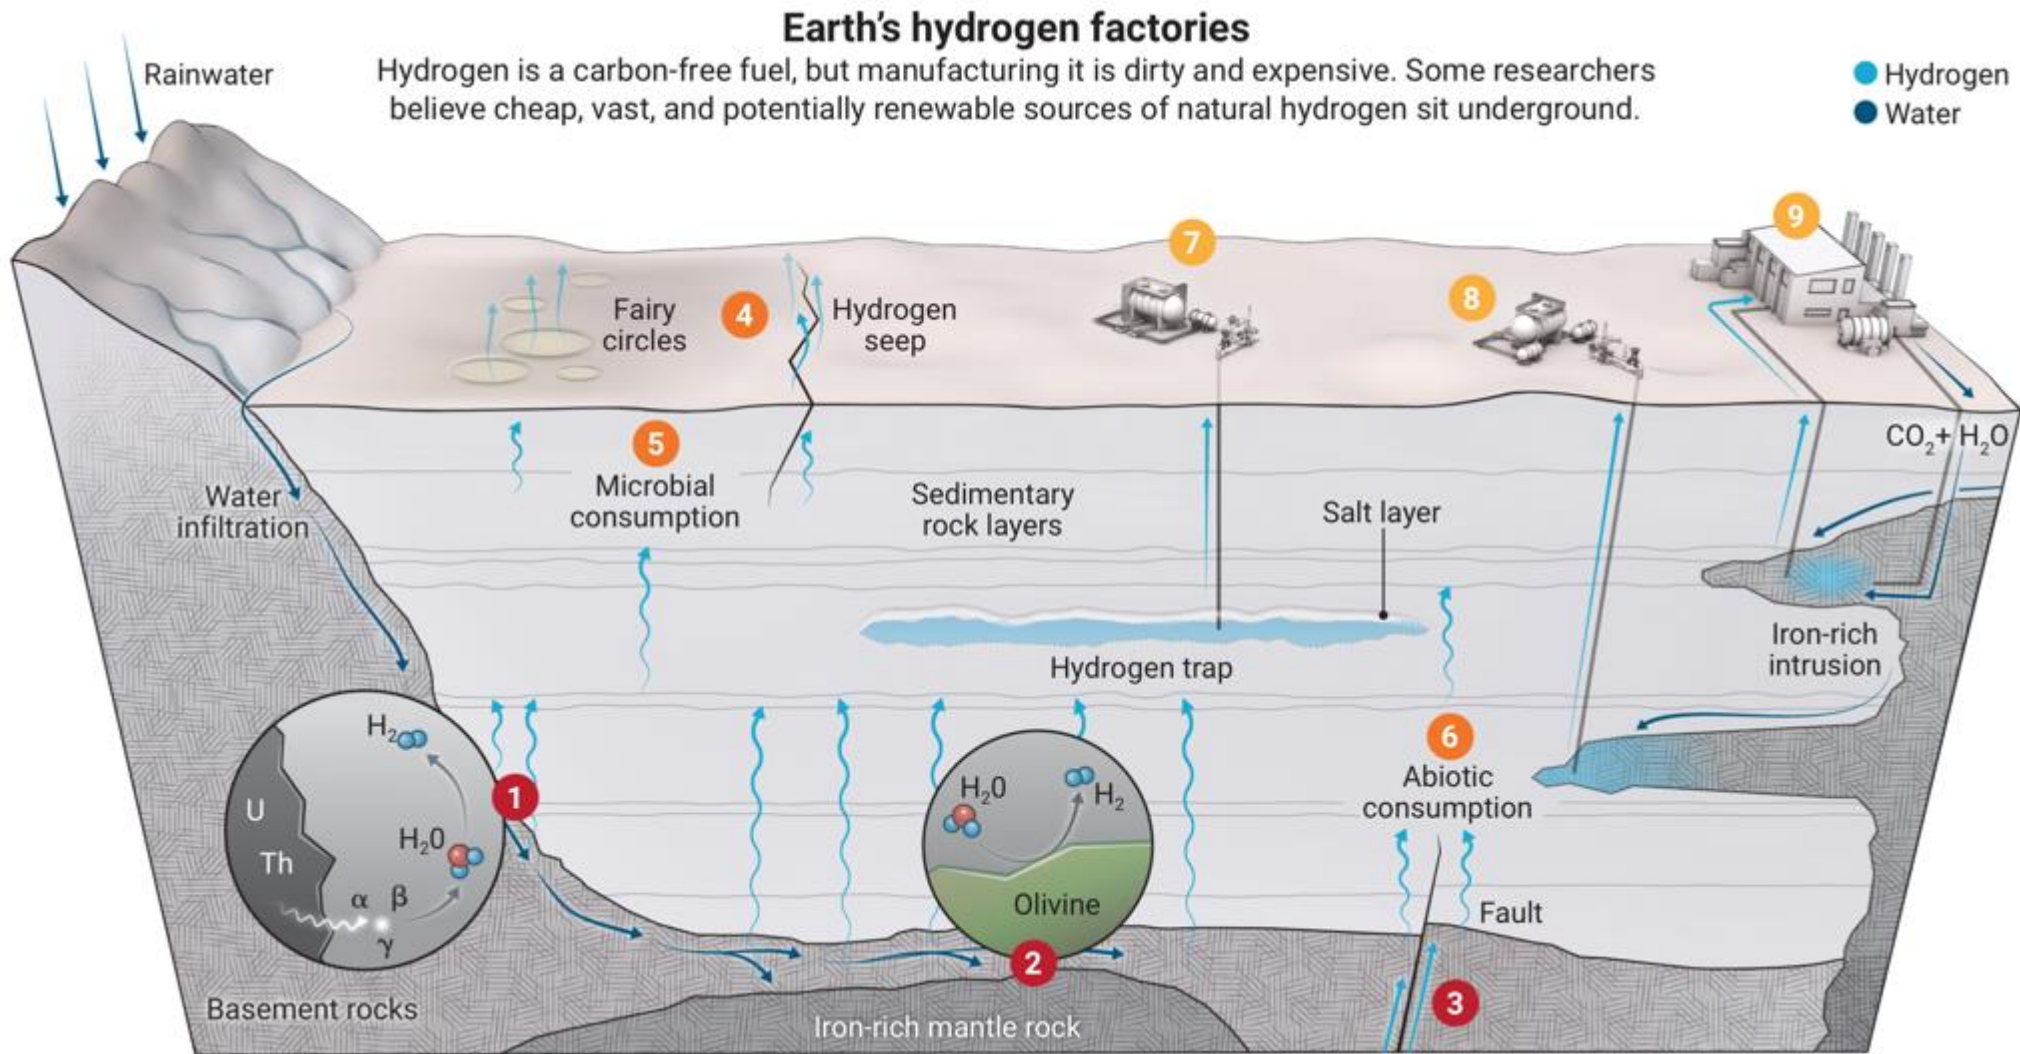 Earth's hydrogen factories
Hydrogen is a carbon-free fuel, but manufacturing it is dirty and expensive. Some researchers
believe cheap, vast, and potentially renewable sources of natural hydrogen sit underground.
Rainwater
Hydrogen
Water
9
7
8
Fairy
circles
4
Hydrogen
seep
5
Microbial
consumption
Water
infiltration
Sedimentary
rock layers
Salt layer
CO₂+ H₂O
Hydrogen trap
Iron-rich
intrusion
H₂
U
Th
H₂0
α β
γ
1
H₂0
H₂
Olivine
2
6
Abiotic
consumption
Fault
3
Basement rocks
Iron-rich mantle rock